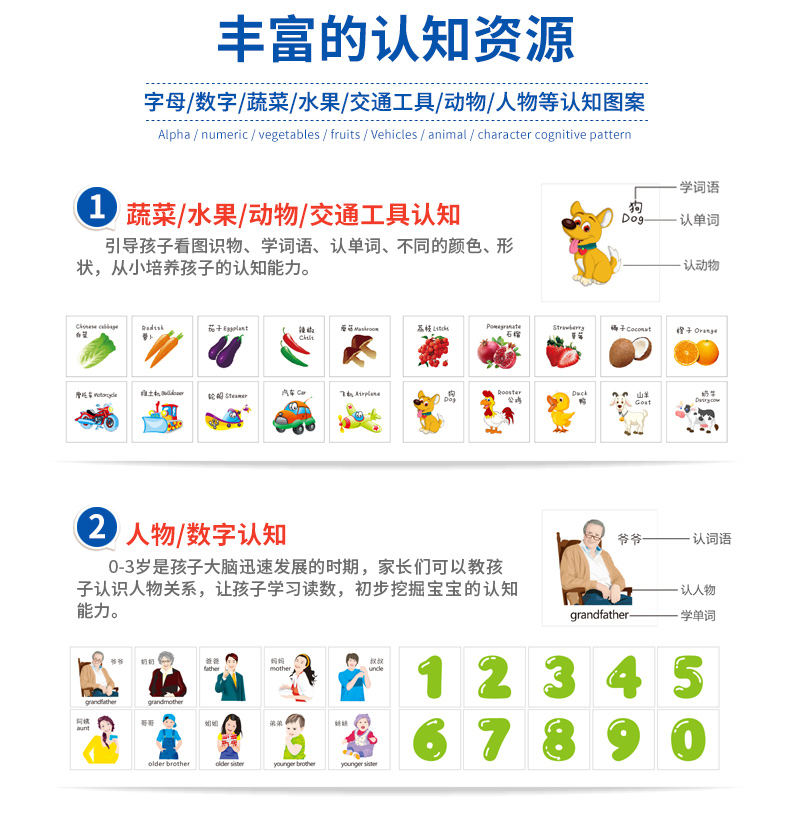 丰富的认知资源
字母/数字/蔬菜/水果/交通工具/动物/人物等认知图案
Alpha / numeric / vegetables / fruits / Vehicles / animal / character cognitive pattern
1
蔬菜/水果/动物/交通工具认知
引导孩子看图识物、学词语、认单词、不同的颜色、形
状，从小培养孩子的认知能力。
狗
Dog
学词语
认单词
认动物
Chinese cabbage
白菜
Radish
萝卜
茄子 Eggplant
辣椒
蘑菇 Mushroom
荔枝
Pomegranate
石榴
Strawberry
草莓
椰子 Coconut
橙子 Orange
摩托车 Motorcycle
推土机 Bulldozer
轮船 Steamer
汽车 Car
飞机 Airplane
狗
Dog
Rooster
公鸡
Duck
鸭
山羊
Goat
奶牛
2
人物/数字认知
0-3岁是孩子大脑迅速发展的时期，家长们可以教孩
子认识人物关系，让孩子学习读数，初步挖掘宝宝的认知
能力。
爷爷
grandfather
认词语
认人物
学单词
爷爷
grandfather
奶奶
grandmother
爸爸
father
妈妈
mother
叔叔
uncle
1
2
3
4
5
阿姨
aunt
哥哥
older brother
姐姐
older sister
弟弟
younger brother
妹妹
younger sister
6
7
8
9
0